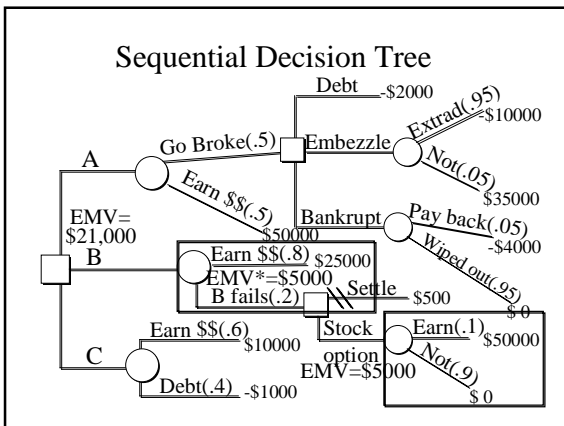 Sequential Decision Tree
Debt
-$2000
Extrad(.95)
-$10000
Go Broke(.5)
Embezzle
Not(.05)
$35000
A
Earn $$(.5)
$50000
Bankrupt
Pay back(.05)
-$4000
Wiped out(.95)
$ 0
EMV=
$21,000
B
Earn $$(.8)
$25000
EMV*=$5000
B fails(.2)
Settle
$500
Stock
option
EMV=$5000
Earn(.1)
$50000
Not(.9)
$ 0
C
Earn $$(.6)
$10000
Debt(.4)
-$1000